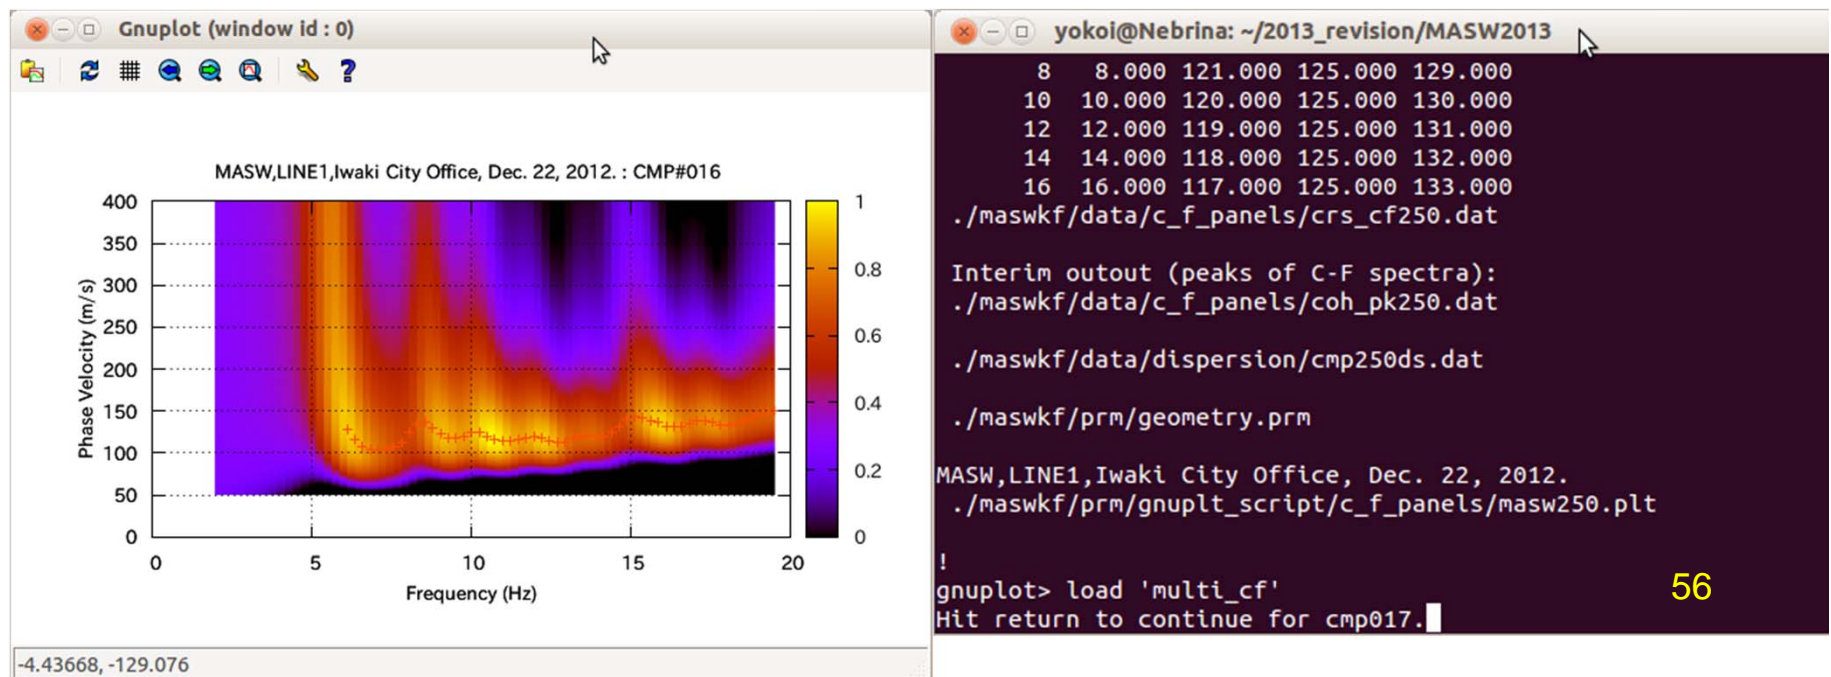 Gnuplot (window id : 0)
MASW,LINE1,Iwaki City Office, Dec. 22, 2012. : CMP#016
Phase Velocity (m/s)
400
350
300
250
200
150
100
50
0
0 5 10 15 20
Frequency (Hz)
1
0.8
0.6
0.4
0.2
0
-4.43668, -129.076
yokoi@Nebrina: ~/2013_revision/MASW2013
8 8.000 121.000 125.000 129.000
10 10.000 120.000 125.000 130.000
12 12.000 119.000 125.000 131.000
14 14.000 118.000 125.000 132.000
16 16.000 117.000 125.000 133.000
./maswkf/data/c_f_panels/crs_cf250.dat
Interim outout (peaks of C-F spectra):
./maswkf/data/c_f_panels/coh_pk250.dat
./maswkf/data/dispersion/cmp250ds.dat
./maswkf/prm/geometry.prm
MASW,LINE1,Iwaki City Office, Dec. 22, 2012.
./maswkf/prm/gnuplt_script/c_f_panels/masw250.plt
!
gnuplot> load 'multi_cf'
Hit return to continue for cmp017.
56